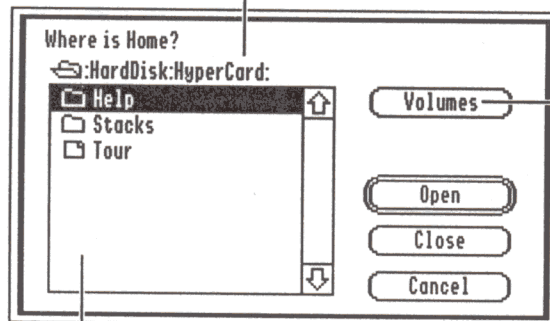 Where is Home?
:HardDisk:HyperCard:
Help
Stacks
Tour
Volumes
Open
Close
Cancel